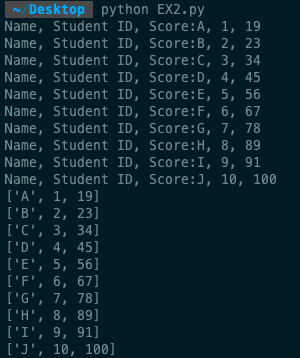 ~/Desktop python EX2.py
Name, Student ID, Score:A, 1, 19
Name, Student ID, Score:B, 2, 23
Name, Student ID, Score:C, 3, 34
Name, Student ID, Score:D, 4, 45
Name, Student ID, Score:E, 5, 56
Name, Student ID, Score:F, 6, 67
Name, Student ID, Score:G, 7, 78
Name, Student ID, Score:H, 8, 89
Name, Student ID, Score:I, 9, 91
Name, Student ID, Score:J, 10, 100
['A', 1, 19]
['B', 2, 23]
['C', 3, 34]
['D', 4, 45]
['E', 5, 56]
['F', 6, 67]
['G', 7, 78]
['H', 8, 89]
['I', 9, 91]
['J', 10, 100]